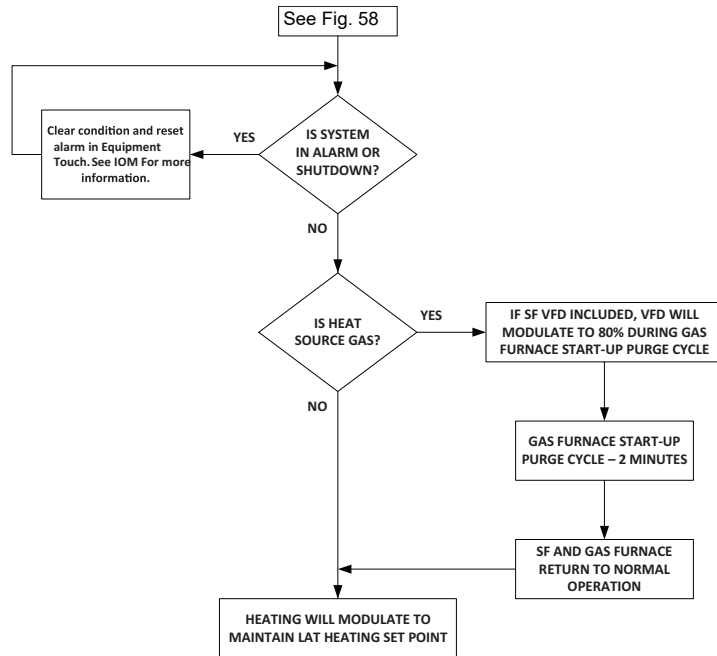 See Fig. 58
IS SYSTEM
IN ALARM OR
SHUTDOWN?
YES
Clear condition and reset
alarm in Equipment
Touch. See IOM For more
information.
NO
IS HEAT
SOURCE GAS?
YES
IF SF VFD INCLUDED, VFD WILL
MODULATE TO 80% DURING GAS
FURNACE START-UP PURGE CYCLE
NO
GAS FURNACE START-UP
PURGE CYCLE – 2 MINUTES
SF AND GAS FURNACE
RETURN TO NORMAL
OPERATION
HEATING WILL MODULATE TO
MAINTAIN LAT HEATING SET POINT